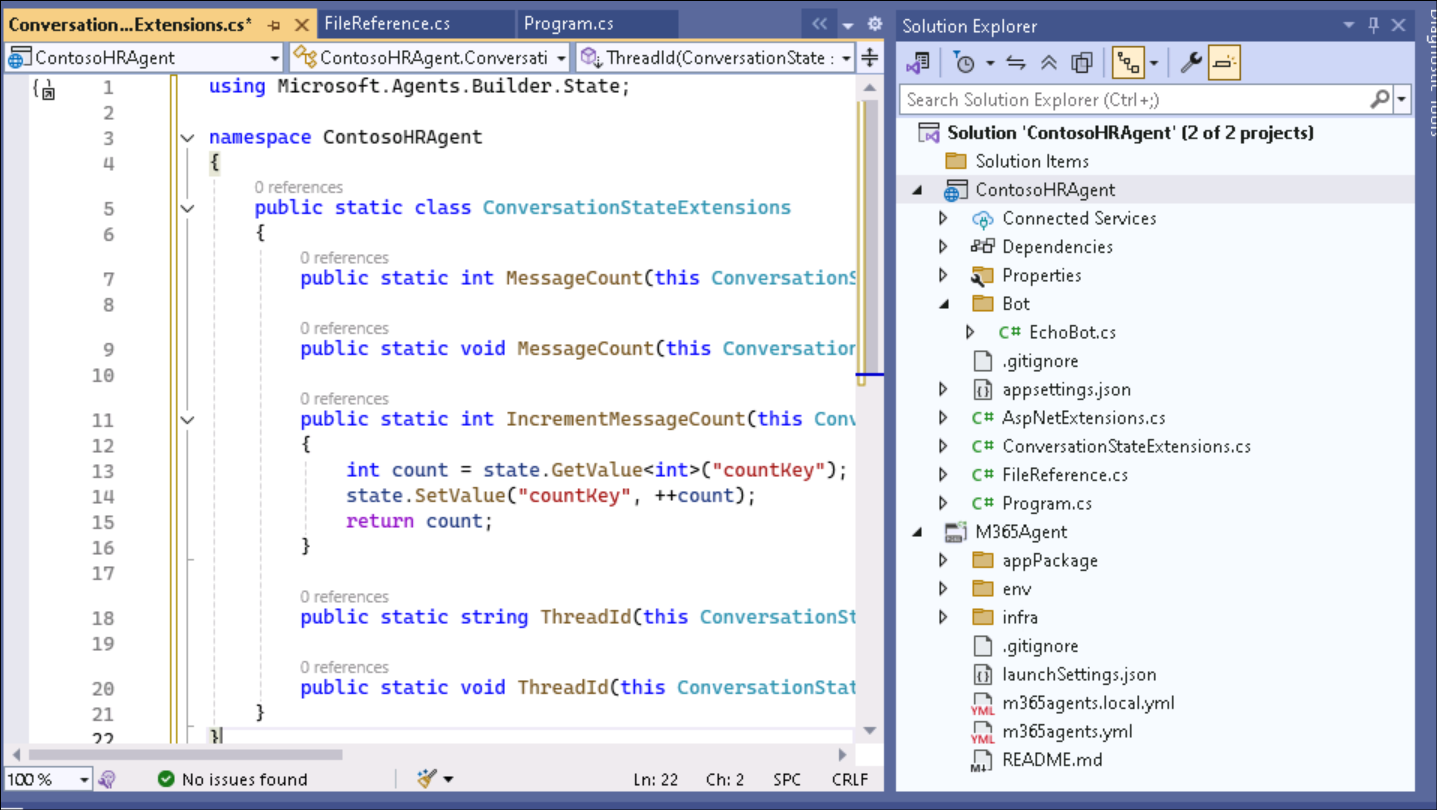 Conversation...Extensions.cs*
FileReference.cs
Program.cs
ContosoHRAgent
ContosoHRAgent.Conversati
ThreadId(ConversationState :
1 using Microsoft.Agents.Builder.State;
2
3 namespace ContosoHRAgent
4 {
0 references
5 public static class ConversationStateExtensions
6 {
0 references
7 public static int MessageCount(this ConversationS
8
0 references
9 public static void MessageCount(this Conversation
10
0 references
11 public static int IncrementMessageCount(this Conv
12 {
13 int count = state.GetValue<int>("countKey");
14 state.SetValue("countKey", ++count);
15 return count;
16 }
17
0 references
18 public static string ThreadId(this ConversationSt
19
0 references
20 public static void ThreadId(this ConversationStat
21 }
22 }
100 %
No issues found
Ln: 22
Ch: 2
SPC
CRLF
Solution Explorer
Search Solution Explorer (Ctrl+;)
Solution 'ContosoHRAgent' (2 of 2 projects)
Solution Items
ContosoHRAgent
Connected Services
Dependencies
Properties
Bot
C# EchoBot.cs
.gitignore
appsettings.json
C# AspNetExtensions.cs
C# ConversationStateExtensions.cs
C# FileReference.cs
C# Program.cs
M365Agent
appPackage
env
infra
.gitignore
launchSettings.json
YML m365agents.local.yml
YML m365agents.yml
M↓ README.md
Diagnostic Tools